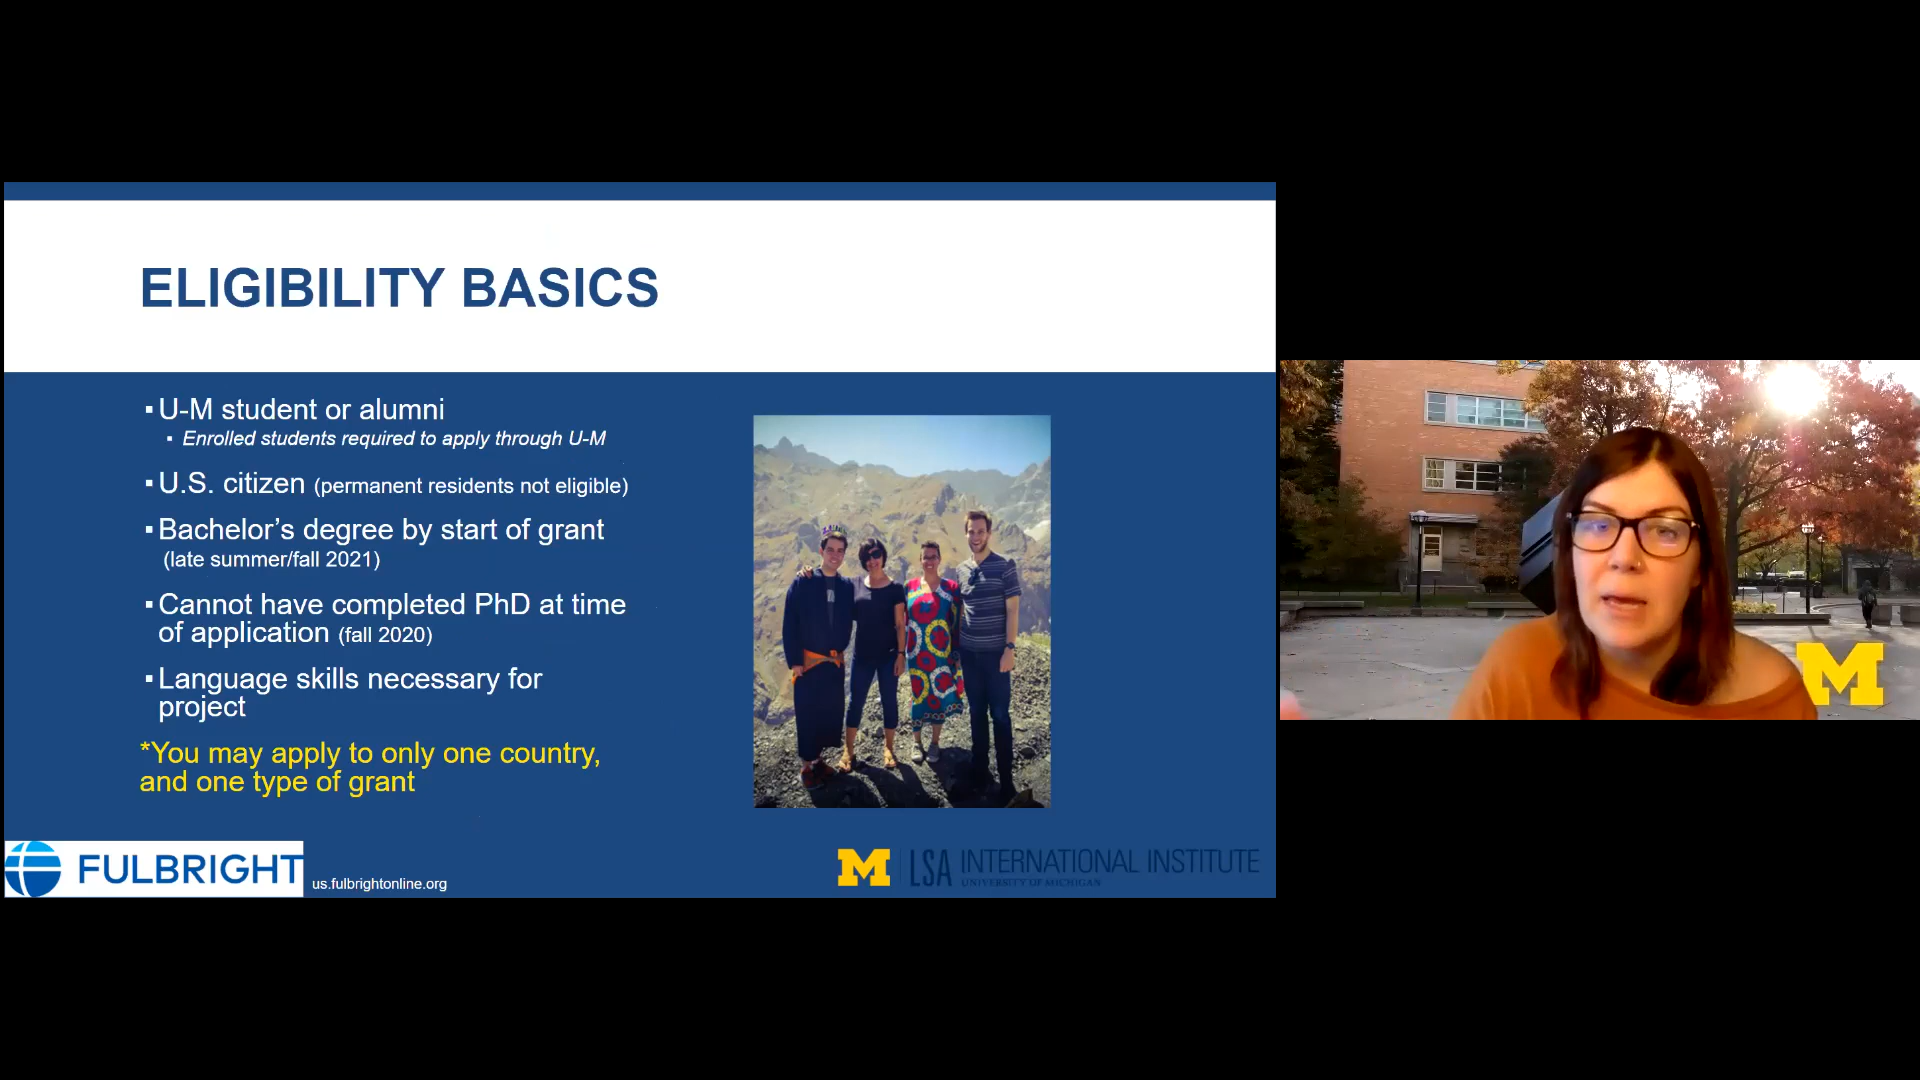 ELIGIBILITY BASICS
▪U-M student or alumni
▪ Enrolled students required to apply through U-M
▪U.S. citizen (permanent residents not eligible)
▪Bachelor’s degree by start of grant
(late summer/fall 2021)
▪Cannot have completed PhD at time
of application (fall 2020)
▪Language skills necessary for
project
*You may apply to only one country,
and one type of grant
FULBRIGHT
us.fulbrightonline.org
M LSA INTERNATIONAL INSTITUTE
UNIVERSITY OF MICHIGAN
M